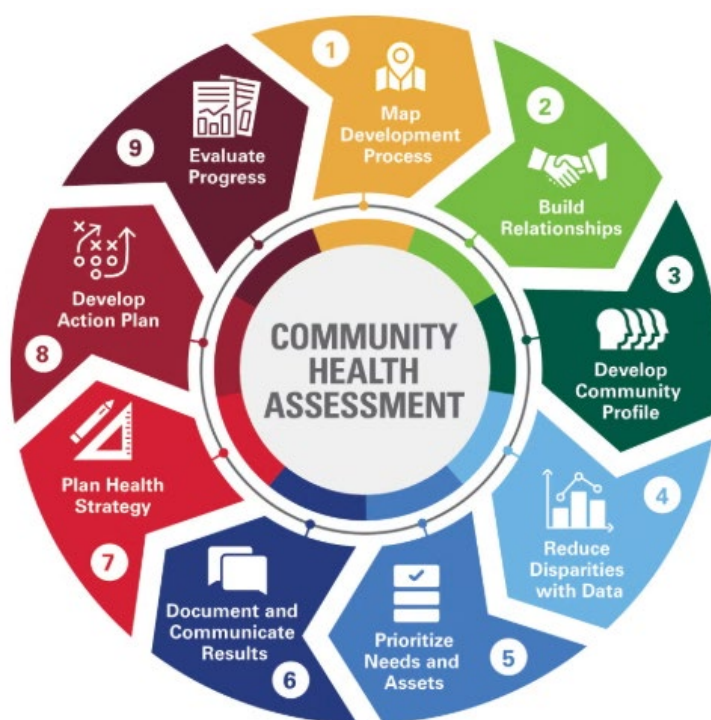 COMMUNITY
HEALTH
ASSESSMENT
1
Map
Development
Process
2
Build
Relationships
3
Develop
Community
Profile
4
Reduce
Disparities
with Data
5
Prioritize
Needs and
Assets
6
Document and
Communicate
Results
7
Plan Health
Strategy
8
Develop
Action Plan
9
Evaluate
Progress